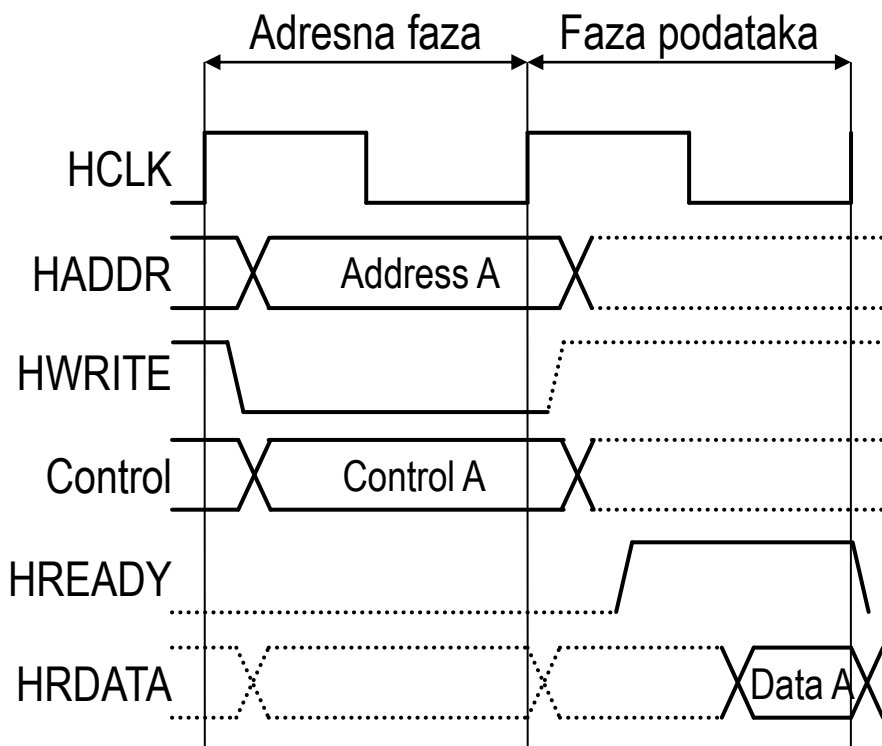 Adresna faza
Faza podataka
HCLK
HADDR
Address A
HWRITE
Control
Control A
HREADY
HRDATA
Data A